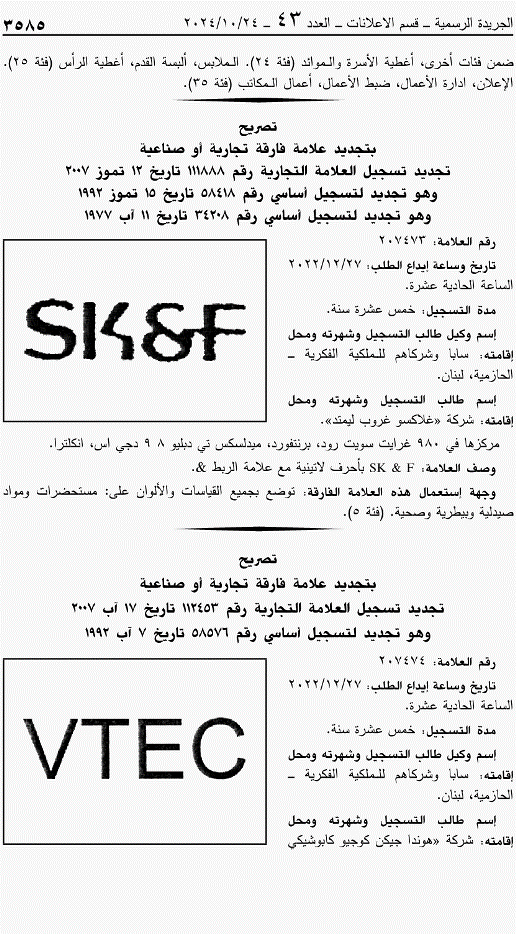 الجريدة الرسمية ــ قسم الاعلانات ــ العدد ٤٣ ــ ٢٠٢٤/١٠/٢٤
٣٥٨٥
ضمن فئات أخرى، أغطية الأسرة والموائد (فئة ٢٤). الملابس، ألبسة القدم، أغطية الرأس (فئة ٢٥).
الإعلان، ادارة الأعمال، ضبط الأعمال، أعمال المكاتب (فئة ٣٥).
تصريح
بتجديد علامة فارقة تجارية أو صناعية
تجديد تسجيل العلامة التجارية رقم ١١١٨٨٨ تاريخ ١٢ تموز ٢٠٠٧
وهو تجديد لتسجيل أساسي رقم ٥٨٤١٨ تاريخ ١٥ تموز ١٩٩٢
وهو تجديد لتسجيل أساسي رقم ٣٤٢٠٨ تاريخ ١١ آب ١٩٧٧
رقم العلامة: ٢٠٧٤٧٣
تاريخ وساعة إيداع الطلب: ٢٠٢٢/١٢/٢٧
الساعة الحادية عشرة.
مدة التسجيل: خمس عشرة سنة.
إسم وكيل طالب التسجيل وشهرته ومحل
إقامته: سابا وشركاهم للملكية الفكرية ــ
الحازمية، لبنان.
إسم طالب التسجيل وشهرته ومحل
إقامته: شركة «غلاكسو غروب ليمتد».
SK&F
مركزها في ٩٨٠ غرايت سويت رود، برنتفورد، ميدلسكس تي دبليو ٨ ٩ دجي اس، انكلترا.
وصف العلامة: SK & F بأحرف لاتينية مع علامة الربط &.
وجهة إستعمال هذه العلامة الفارقة: توضع بجميع القياسات والألوان على: مستحضرات ومواد
صيدلية وبيطرية وصحية. (فئة ٥).
تصريح
بتجديد علامة فارقة تجارية أو صناعية
تجديد تسجيل العلامة التجارية رقم ١١٢٤٥٣ تاريخ ١٧ آب ٢٠٠٧
وهو تجديد لتسجيل أساسي رقم ٥٨٥٧٦ تاريخ ٧ آب ١٩٩٢
رقم العلامة: ٢٠٧٤٧٤
تاريخ وساعة إيداع الطلب: ٢٠٢٢/١٢/٢٧
الساعة الحادية عشرة.
مدة التسجيل: خمس عشرة سنة.
إسم وكيل طالب التسجيل وشهرته ومحل
إقامته: سابا وشركاهم للملكية الفكرية ــ
الحازمية، لبنان.
إسم طالب التسجيل وشهرته ومحل
إقامته: شركة «هوندا جيكن كوجيو كابوشيكي
VTEC